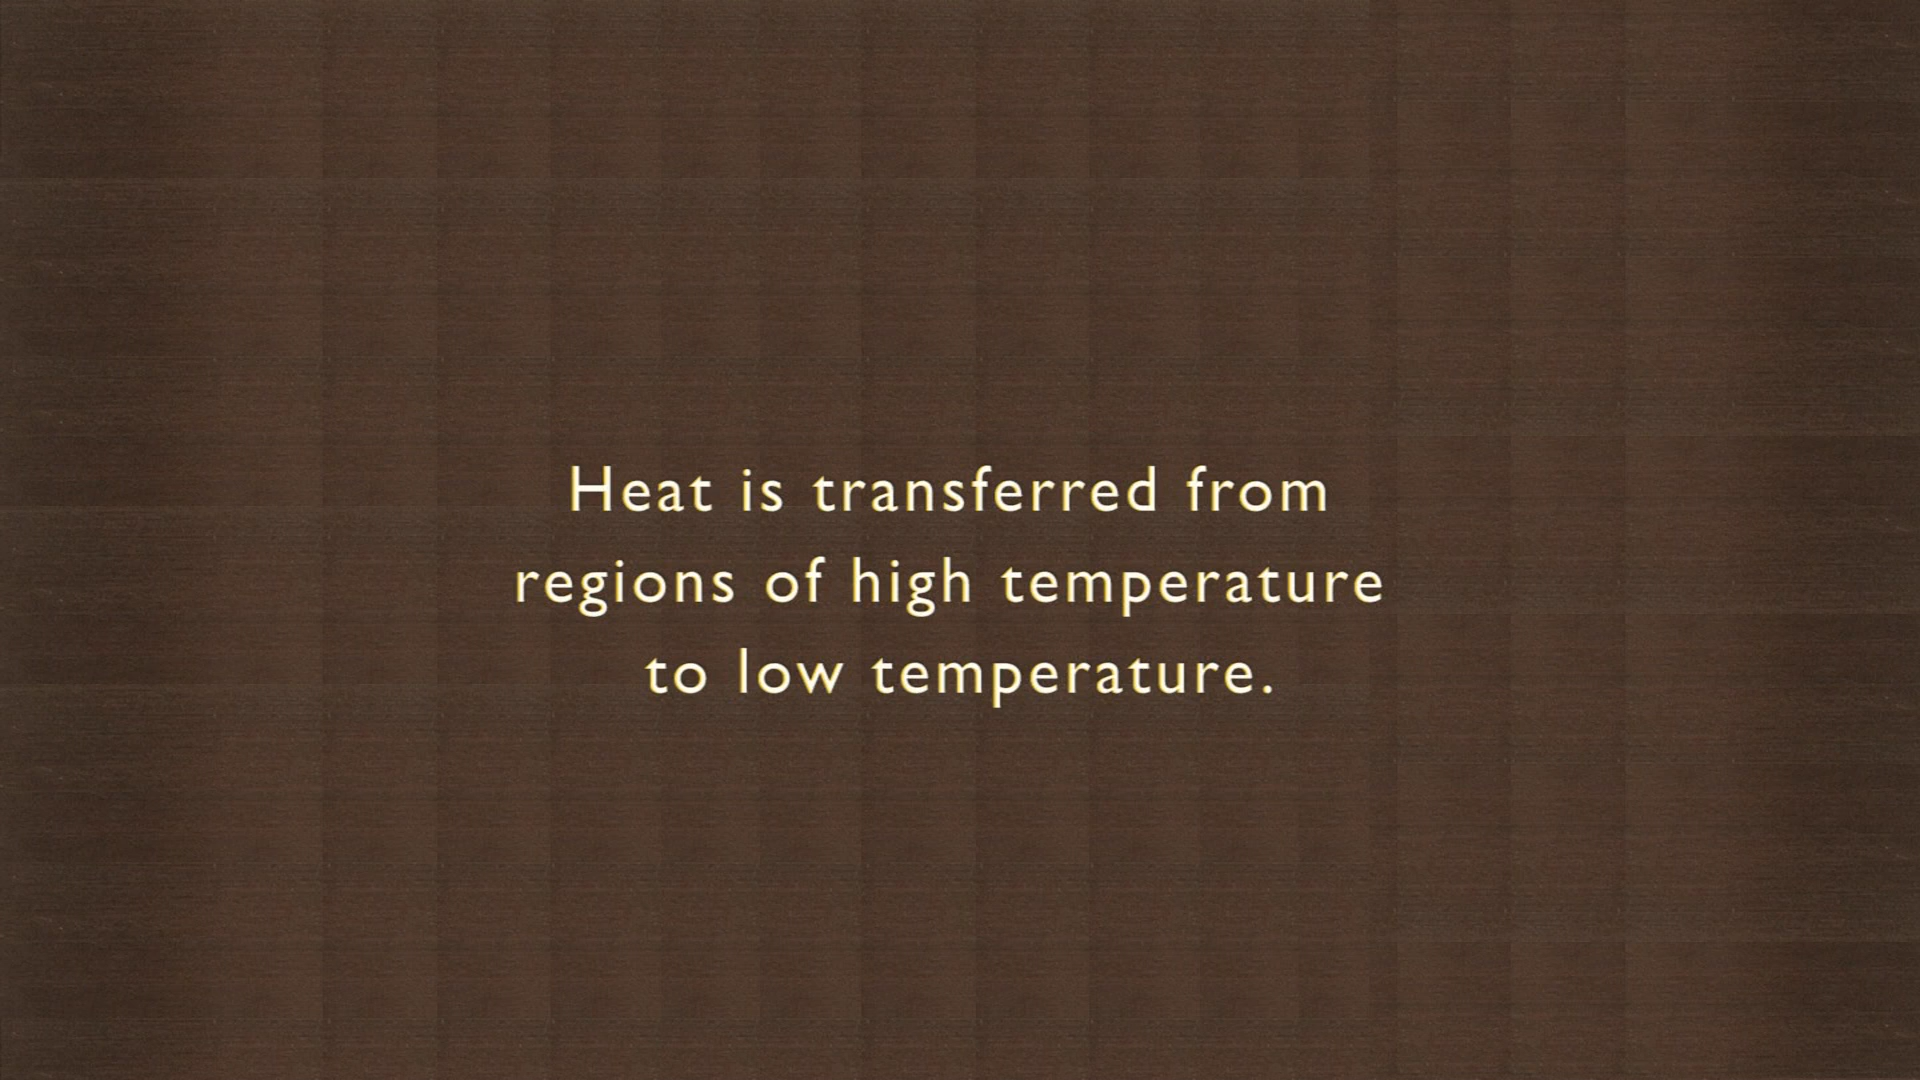 Heat is transferred from
regions of high temperature
to low temperature.